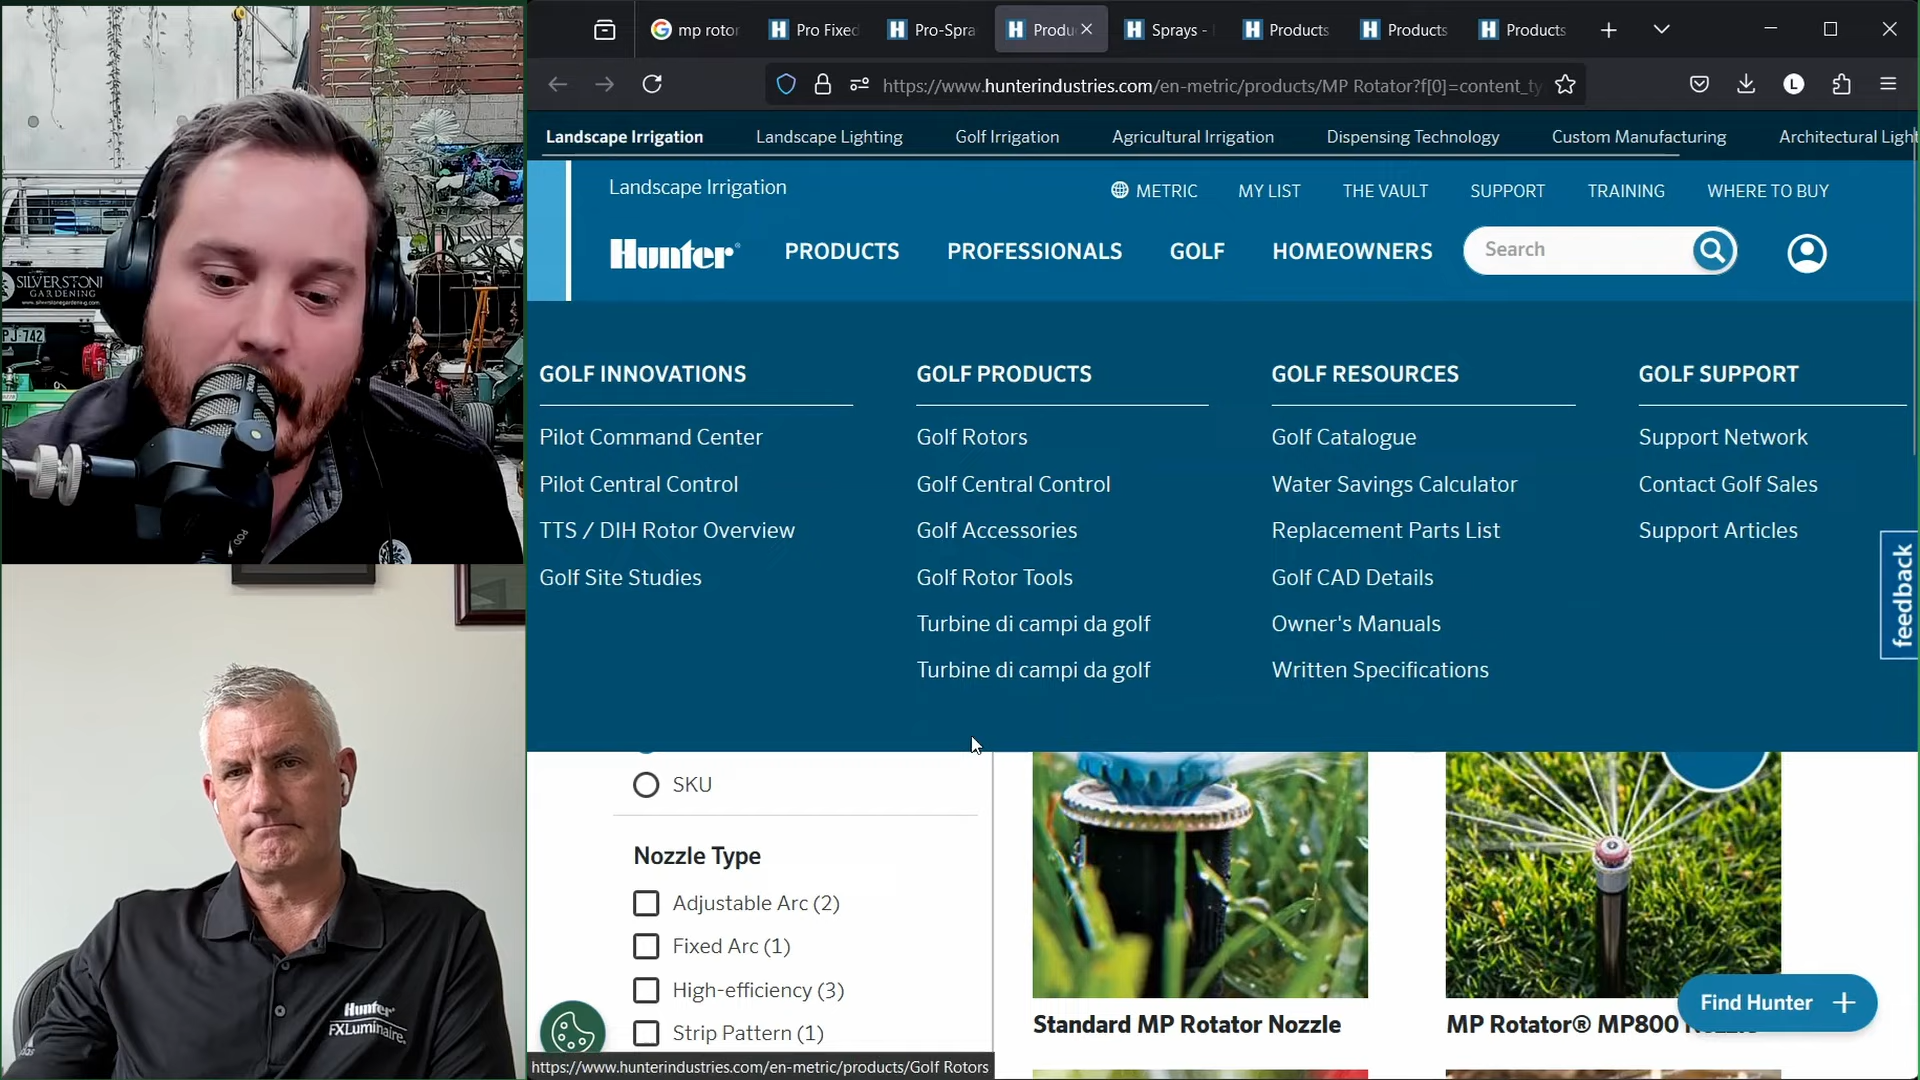 mp rotor
Pro Fixed
Pro-Spra
Produ
Sprays -
Products
Products
Products
https://www.hunterindustries.com/en-metric/products/MP Rotator?f[0]=content_ty
L
Landscape Irrigation
Landscape Lighting
Golf Irrigation
Agricultural Irrigation
Dispensing Technology
Custom Manufacturing
Architectural Light
Landscape Irrigation
METRIC
MY LIST
THE VAULT
SUPPORT
TRAINING
WHERE TO BUY
Hunter®
PRODUCTS
PROFESSIONALS
GOLF
HOMEOWNERS
Search
GOLF INNOVATIONS
Pilot Command Center
Pilot Central Control
TTS / DIH Rotor Overview
Golf Site Studies
GOLF PRODUCTS
Golf Rotors
Golf Central Control
Golf Accessories
Golf Rotor Tools
Turbine di campi da golf
Turbine di campi da golf
GOLF RESOURCES
Golf Catalogue
Water Savings Calculator
Replacement Parts List
Golf CAD Details
Owner's Manuals
Written Specifications
GOLF SUPPORT
Support Network
Contact Golf Sales
Support Articles
feedback
SKU
Nozzle Type
Adjustable Arc (2)
Fixed Arc (1)
High-efficiency (3)
Strip Pattern (1)
Standard MP Rotator Nozzle
MP Rotator® MP800 Nozzle
Find Hunter +
https://www.hunterindustries.com/en-metric/products/Golf Rotors
SILVERSTONE
GARDENING
www.silverstonegardening.com
PJ-742
Hunter
FXLuminaire.